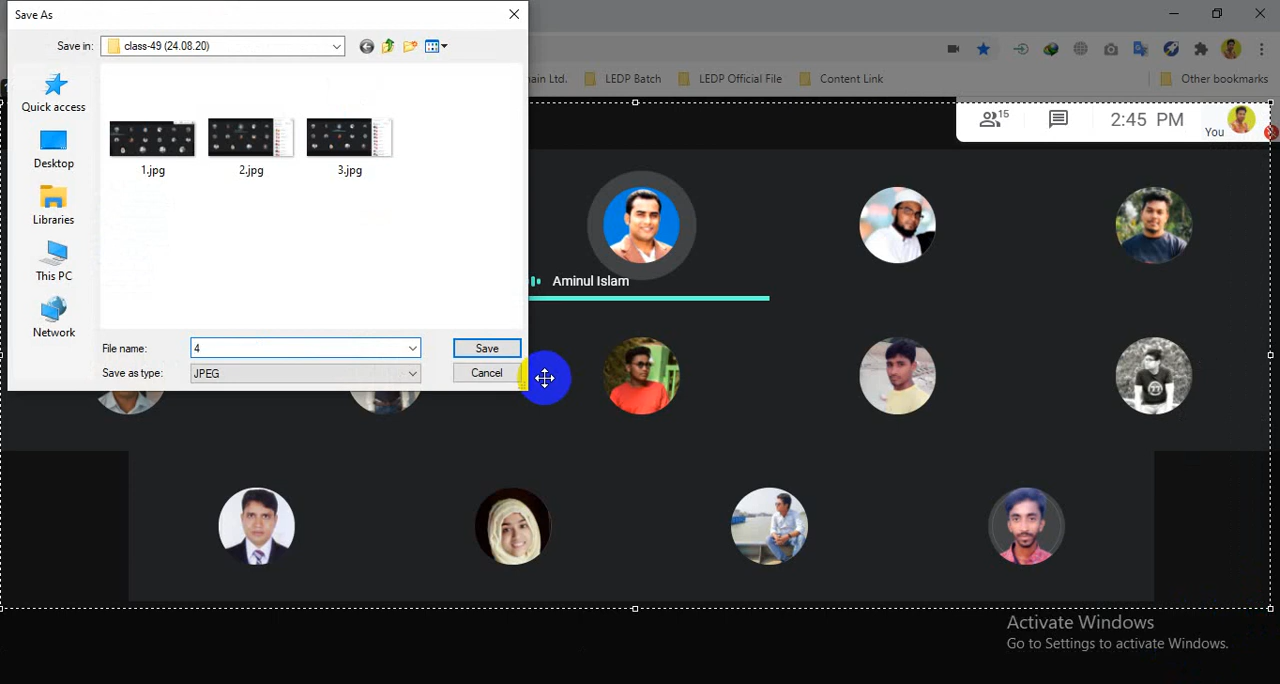 Save As
Save in: class-49 (24.08.20)
Quick access
Desktop
Libraries
This PC
Network
1.jpg
2.jpg
3.jpg
File name: 4
Save
Save as type: JPEG
Cancel
ain Ltd.
LEDP Batch
LEDP Official File
Content Link
Other bookmarks
15
2:45 PM
You
Aminul Islam
Activate Windows
Go to Settings to activate Windows.